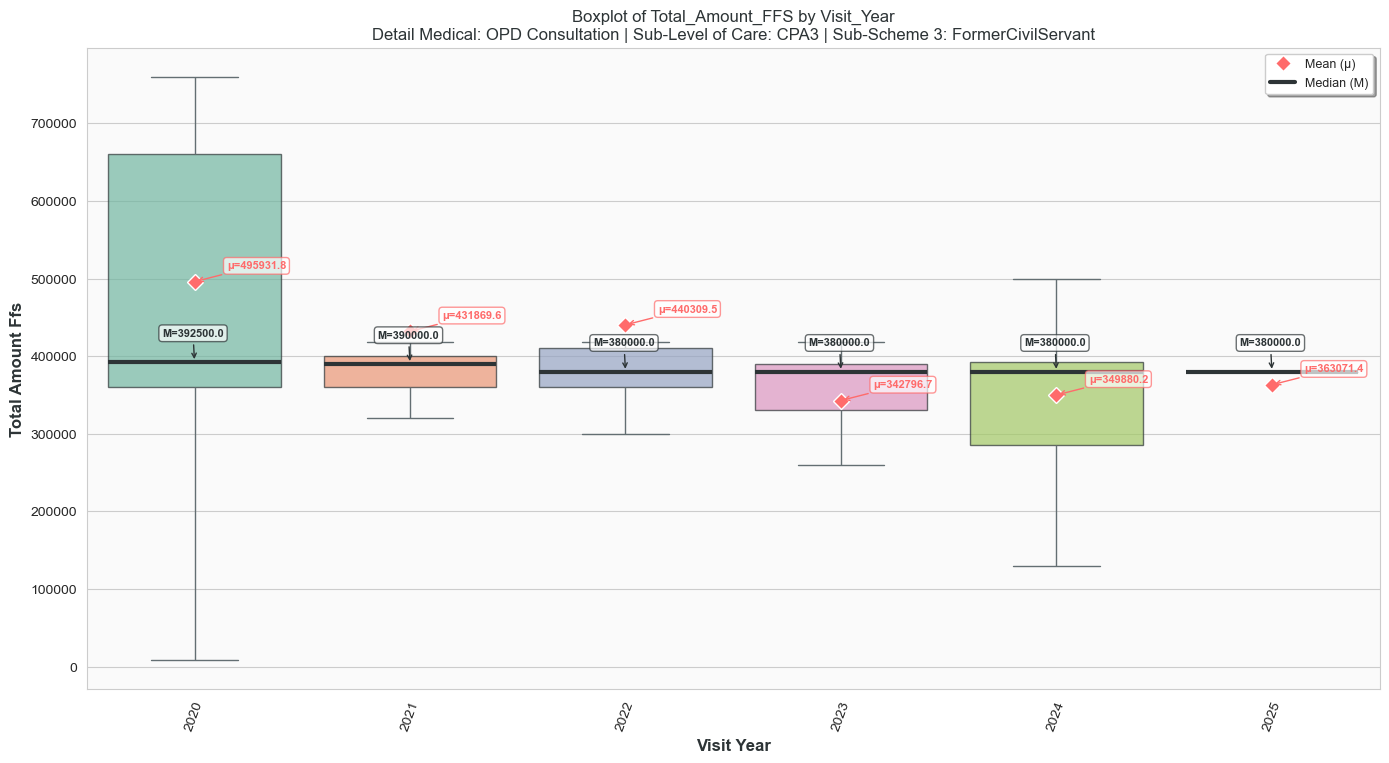 Boxplot of Total_Amount_FFS by Visit_Year
Detail Medical: OPD Consultation | Sub-Level of Care: CPA3 | Sub-Scheme 3: FormerCivilServant
Mean (μ)
Median (M)
Total Amount Ffs
700000
600000
500000
400000
300000
200000
100000
0
μ=495931.8
M=392500.0
μ=431869.6
M=390000.0
μ=440309.5
M=380000.0
M=380000.0
μ=342796.7
M=380000.0
μ=349880.2
M=380000.0
μ=363071.4
2020
2021
2022
2023
2024
2025
Visit Year